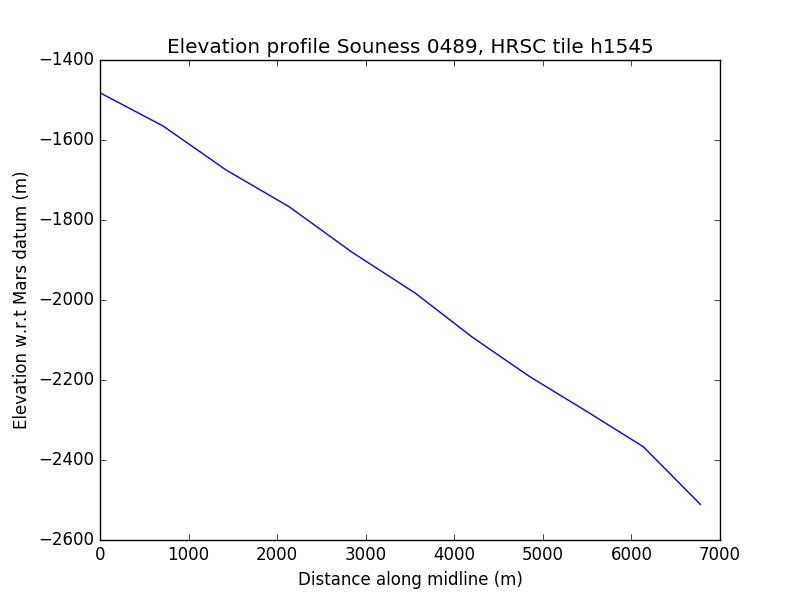 Elevation profile Souness 0489, HRSC tile h1545
−1400
−1600
−1800
−2000
−2200
−2400
−2600
Elevation w.r.t Mars datum (m)
0 1000 2000 3000 4000 5000 6000 7000
Distance along midline (m)